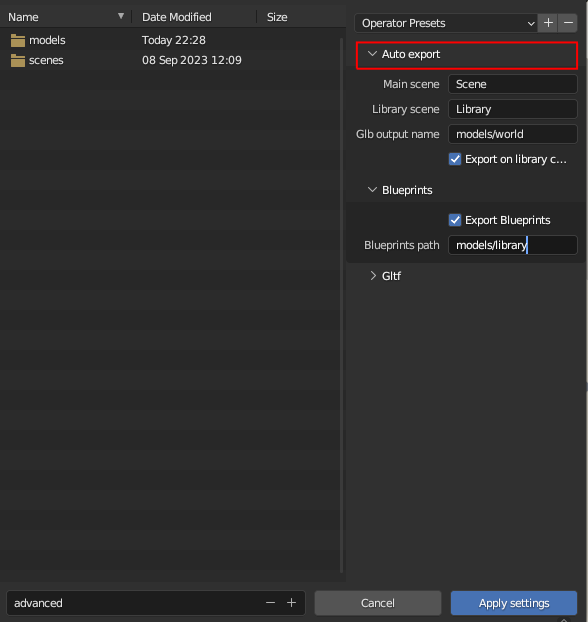 Name Date Modified Size
models Today 22:28
scenes 08 Sep 2023 12:09
Operator Presets
Auto export
Main scene Scene
Library scene Library
Glb output name models/world
Export on library c...
Blueprints
Export Blueprints
Blueprints path models/library
Gltf
advanced
Cancel
Apply settings